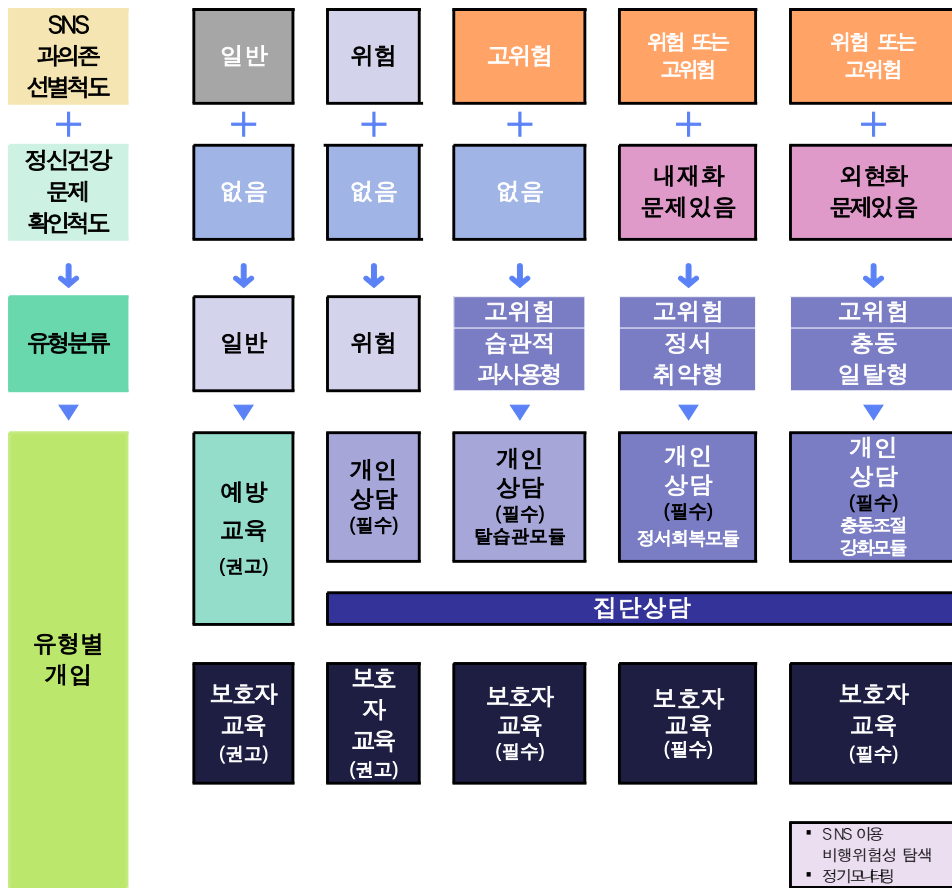 SNS
과의존
선별척도
일반
위험
고위험
위험 또는
고위험
위험 또는
고위험
정신건강
문제
확인척도
없음
없음
없음
내재화
문제있음
외현화
문제있음
유형분류
일반
위험
고위험
습관적
과사용형
고위험
정서
취약형
고위험
충동
일탈형
유형별
개입
예방
교육
(권고)
개인
상담
(필수)
개인
상담
(필수)
탈습관모듈
개인
상담
(필수)
정서회복모듈
개인
상담
(필수)
충동조절
강화모듈
집단상담
보호자
교육
(권고)
보호
자
교육
(권고)
보호자
교육
(필수)
보호자
교육
(필수)
보호자
교육
(필수)
▪ SNS 이용
비행위험성 탐색
▪ 정기모니터링